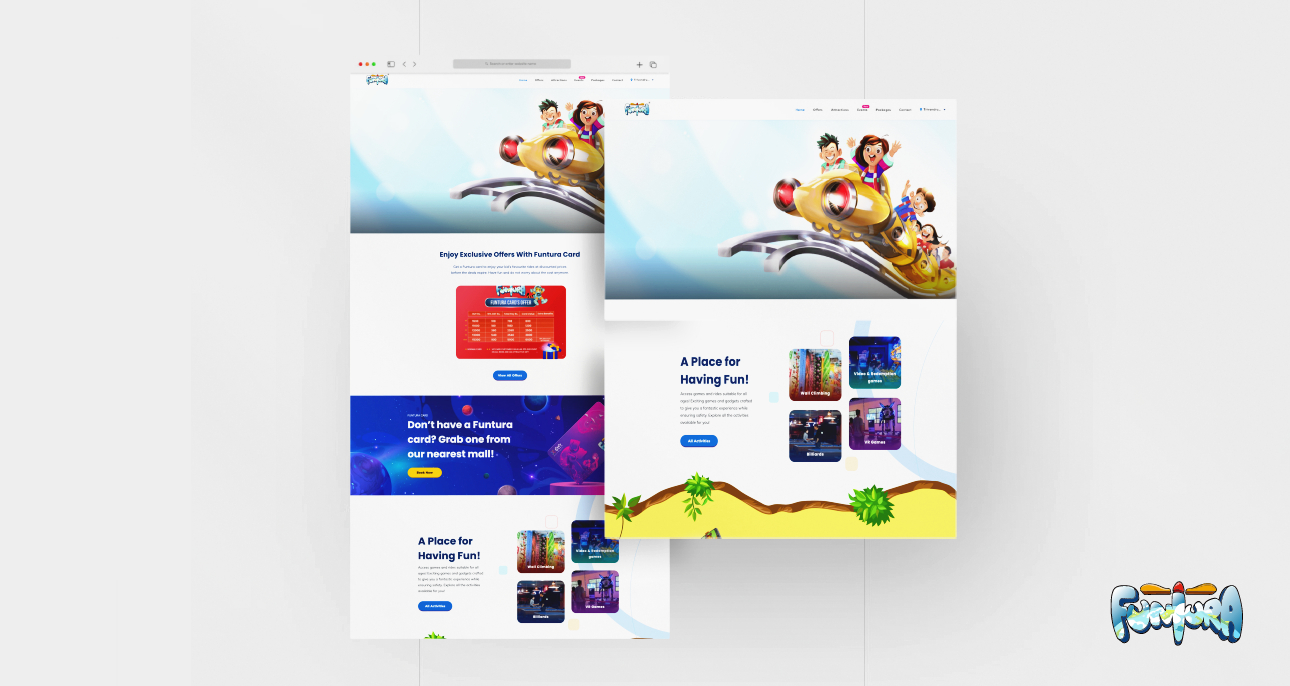 Search or enter website name
FUNTURA
Home
Offers
Attractions
Events
Packages
Contact
Enjoy Exclusive Offers With Funtura Card
FUNTURA
FUNTURA CARDS OFFER
View All Offers
FUNTURA CARD
Don't have a Funtura
card? Grab one from
our nearest mall!
Book Now
A Place for
Having Fun!
Access games and rides suitable for all
ages! Exciting games and gadgets crafted
to give you a fantastic experience while
ensuring safety. Explore all the activities
available for you!
All Activities
Wall Climbing
Video & Redemption
games
Billiards
VR Games
FUNTURA
Home
Offers
Attractions
Events
Packages
Contact
A Place for
Having Fun!
Access games and rides suitable for all
ages! Exciting games and gadgets crafted
to give you a fantastic experience while
ensuring safety. Explore all the activities
available for you!
All Activities
Wall Climbing
Video & Redemption
games
Billiards
VR Games
FUNTURA